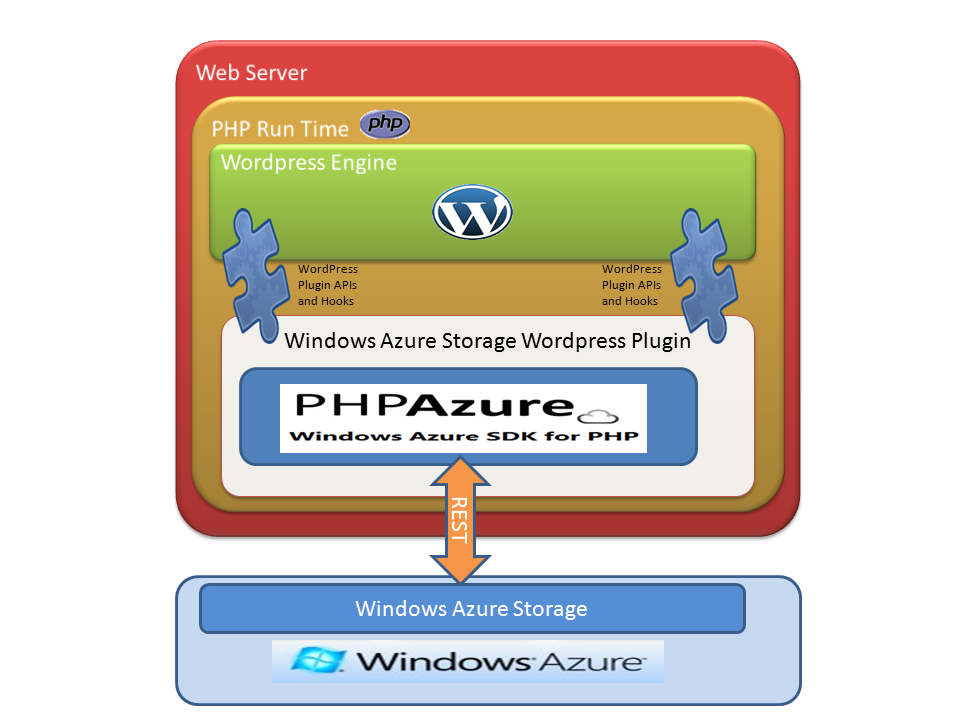 Web Server
PHP Run Time
php
Wordpress Engine
W
WordPress
Plugin APIs
and Hooks
WordPress
Plugin APIs
and Hooks
Windows Azure Storage Wordpress Plugin
PHPAzure
Windows Azure SDK for PHP
REST
Windows Azure Storage
Windows Azure™